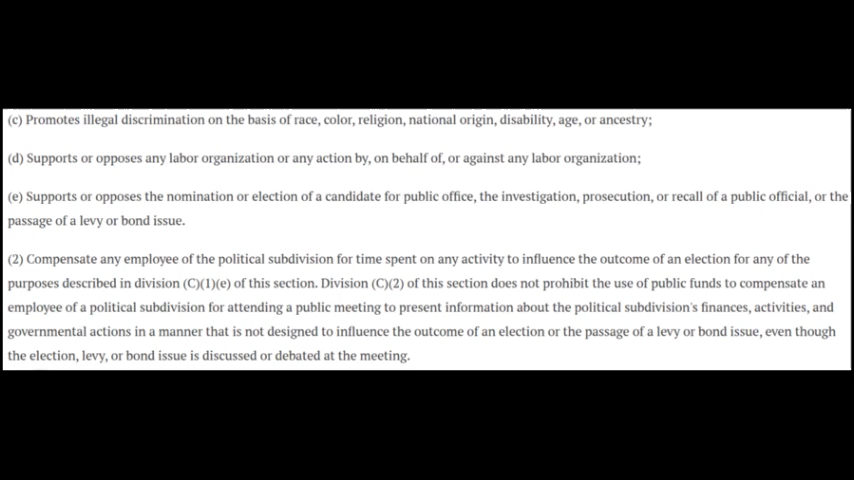 (c) Promotes illegal discrimination on the basis of race, color, religion, national origin, disability, age, or ancestry;
(d) Supports or opposes any labor organization or any action by, on behalf of, or against any labor organization;
(e) Supports or opposes the nomination or election of a candidate for public office, the investigation, prosecution, or recall of a public official, or the
passage of a levy or bond issue.
(2) Compensate any employee of the political subdivision for time spent on any activity to influence the outcome of an election for any of the
purposes described in division (C)(1)(e) of this section. Division (C)(2) of this section does not prohibit the use of public funds to compensate an
employee of a political subdivision for attending a public meeting to present information about the political subdivision's finances, activities, and
governmental actions in a manner that is not designed to influence the outcome of an election or the passage of a levy or bond issue, even though
the election, levy, or bond issue is discussed or debated at the meeting.